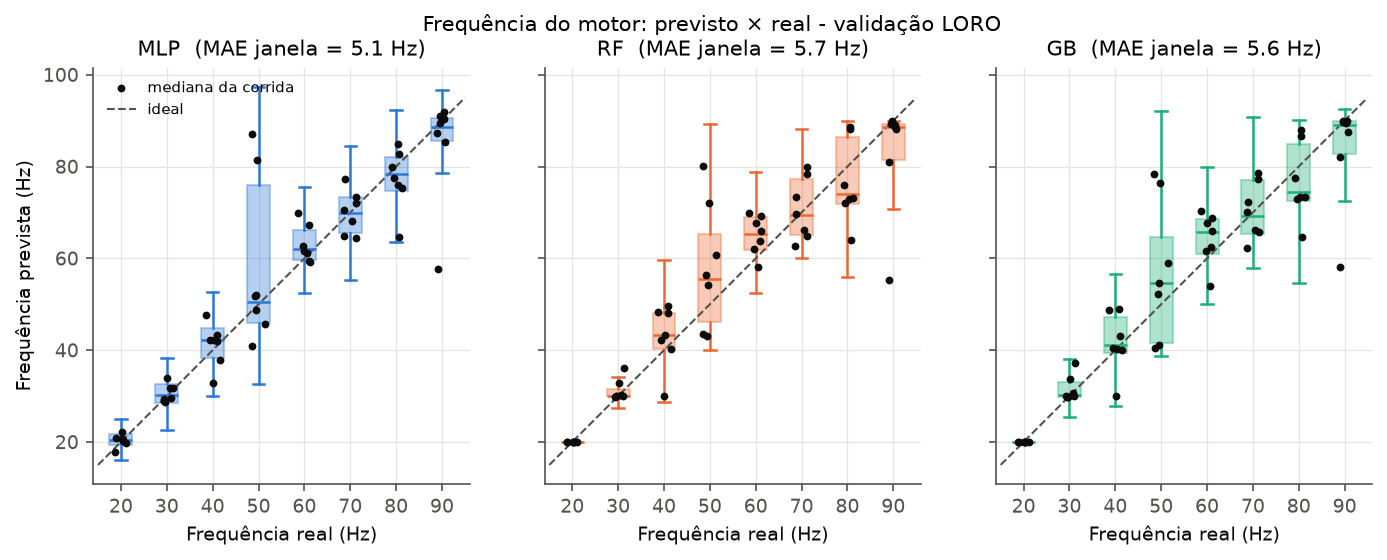 Frequência do motor: previsto × real - validação LORO
MLP  (MAE janela = 5.1 Hz)
RF  (MAE janela = 5.7 Hz)
GB  (MAE janela = 5.6 Hz)
mediana da corrida
ideal
Frequência prevista (Hz)
100
80
60
40
20
20 30 40 50 60 70 80 90
20 30 40 50 60 70 80 90
20 30 40 50 60 70 80 90
Frequência real (Hz)
Frequência real (Hz)
Frequência real (Hz)